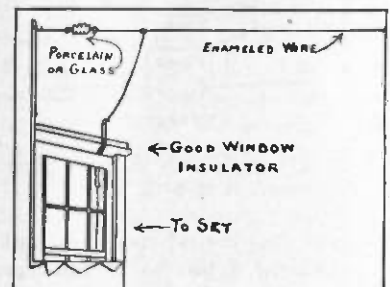 PORCELAIN
OR GLASS
ENAMELED WIRE
GOOD WINDOW
INSULATOR
TO SET